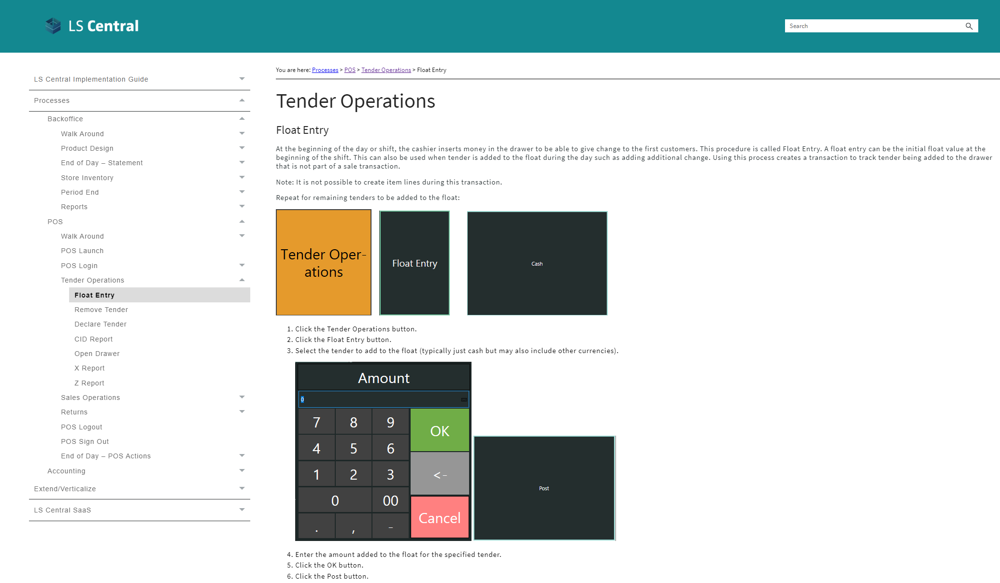 LS Central
Search
LS Central Implementation Guide
Processes
Backoffice
Walk Around
Product Design
End of Day – Statement
Store Inventory
Period End
Reports
POS
Walk Around
POS Launch
POS Login
Tender Operations
Float Entry
Remove Tender
Declare Tender
CID Report
Open Drawer
X Report
Z Report
Sales Operations
Returns
POS Logout
POS Sign Out
End of Day – POS Actions
Accounting
Extend/Verticalize
LS Central SaaS
You are here: Processes > POS > Tender Operations > Float Entry
Tender Operations
Float Entry
At the beginning of the day or shift, the cashier inserts money in the drawer to be able to give change to the first customers. This procedure is called Float Entry. A float entry can be the initial float value at the
beginning of the shift. This can also be used when tender is added to the float during the day such as adding additional change. Using this process creates a transaction to track tender being added to the drawer
that is not part of a sale transaction.
Note: It is not possible to create item lines during this transaction.
Repeat for remaining tenders to be added to the float:
Tender Oper-
ations
Float Entry
Cash
1. Click the Tender Operations button.
2. Click the Float Entry button.
3. Select the tender to add to the float (typically just cash but may also include other currencies).
Amount
0
7 8 9 OK
4 5 6
1 2 3 <-
0 00
. , - Cancel
Post
4. Enter the amount added to the float for the specified tender.
5. Click the OK button.
6. Click the Post button.